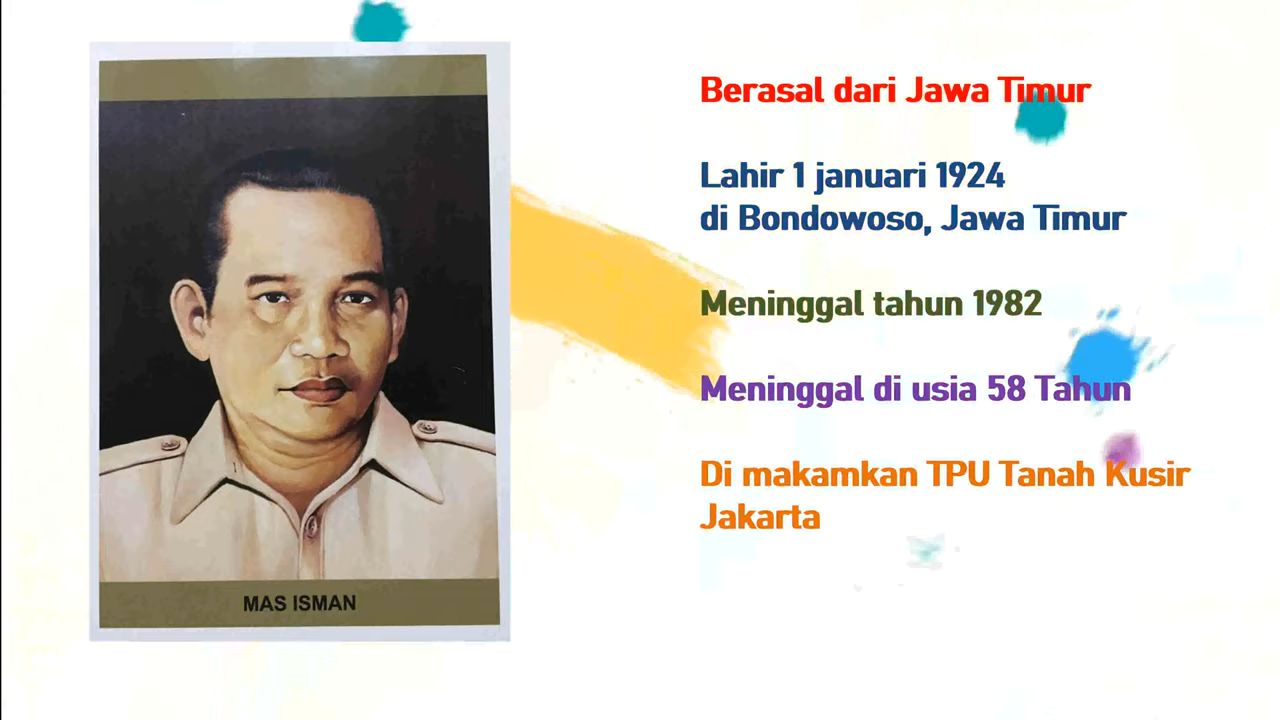 Berasal dari Jawa Timur
Lahir 1 januari 1924
di Bondowoso, Jawa Timur
Meninggal tahun 1982
Meninggal di usia 58 Tahun
Di makamkan TPU Tanah Kusir
Jakarta
MAS ISMAN